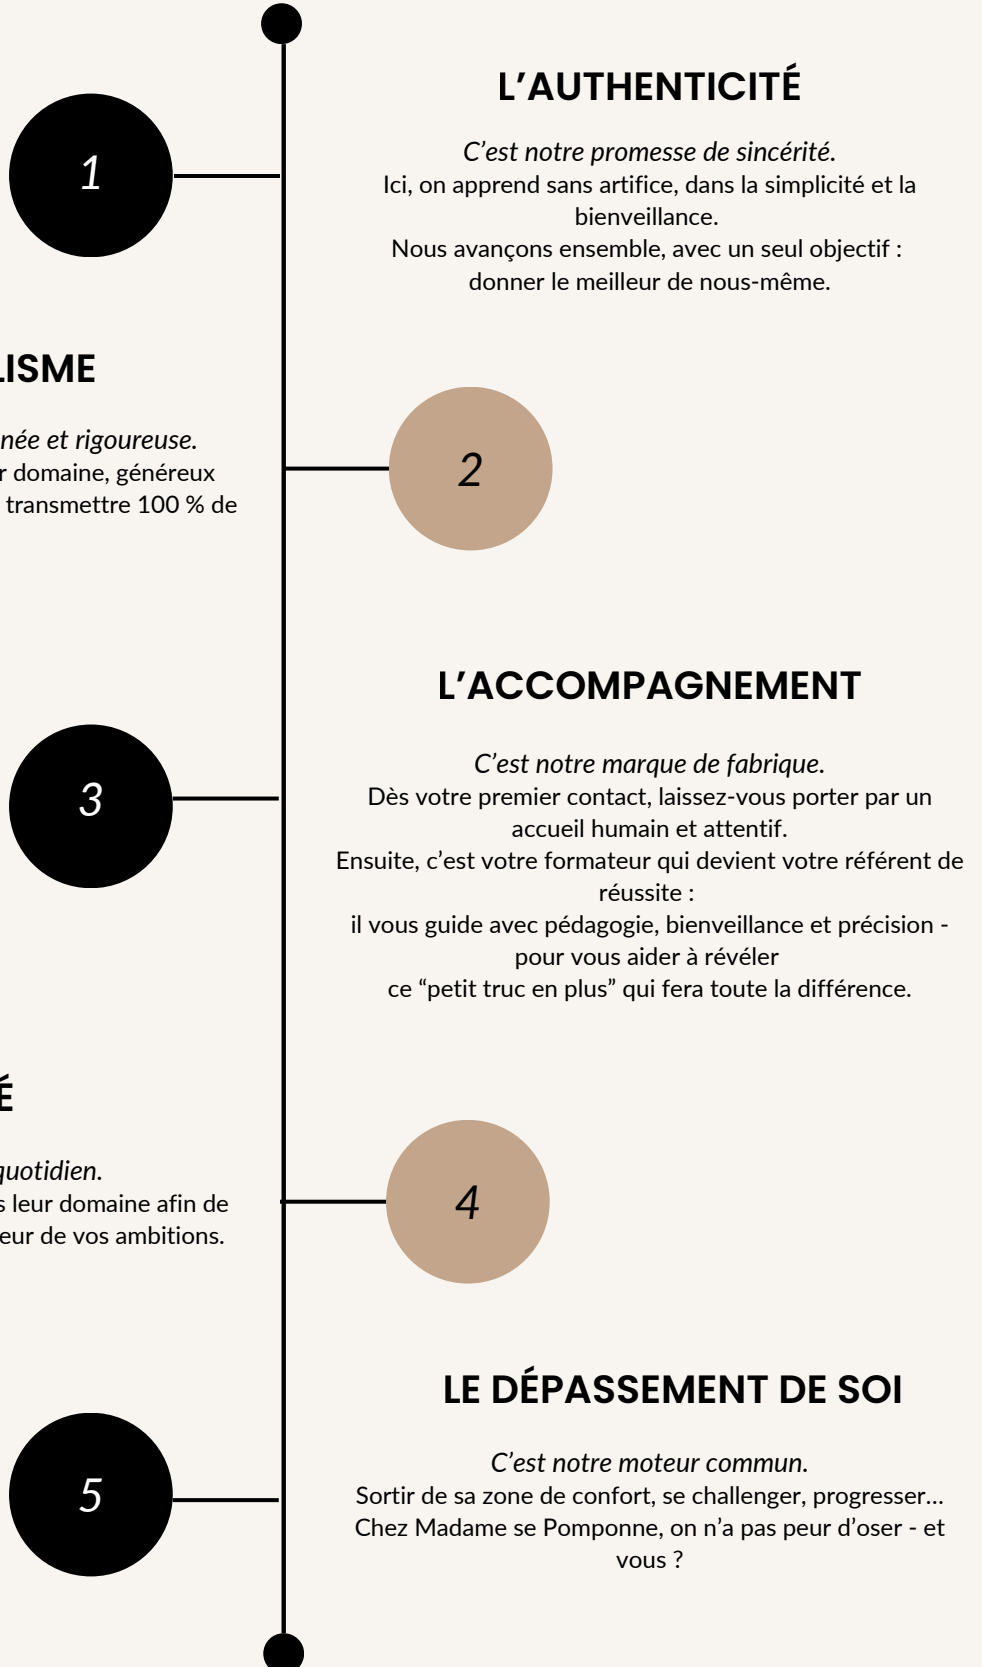 L’AUTHENTICITÉ
1
C’est notre promesse de sincérité.
Ici, on apprend sans artifice, dans la simplicité et la
bienveillance.
Nous avançons ensemble, avec un seul objectif :
donner le meilleur de nous-même.
2
domaine, généreux
transmettre 100 % de
et rigoureuse.
L’ACCOMPAGNEMENT
3
C’est notre marque de fabrique.
Dès votre premier contact, laissez-vous porter par un
accueil humain et attentif.
Ensuite, c’est votre formateur qui devient votre référent de
réussite :
il vous guide avec pédagogie, bienveillance et précision -
pour vous aider à révéler
ce “petit truc en plus” qui fera toute la différence.
quotidien.
4
leur domaine afin de
de vos ambitions.
LE DÉPASSEMENT DE SOI
5
C’est notre moteur commun.
Sortir de sa zone de confort, se challenger, progresser...
Chez Madame se Pomponne, on n’a pas peur d’oser - et
vous ?